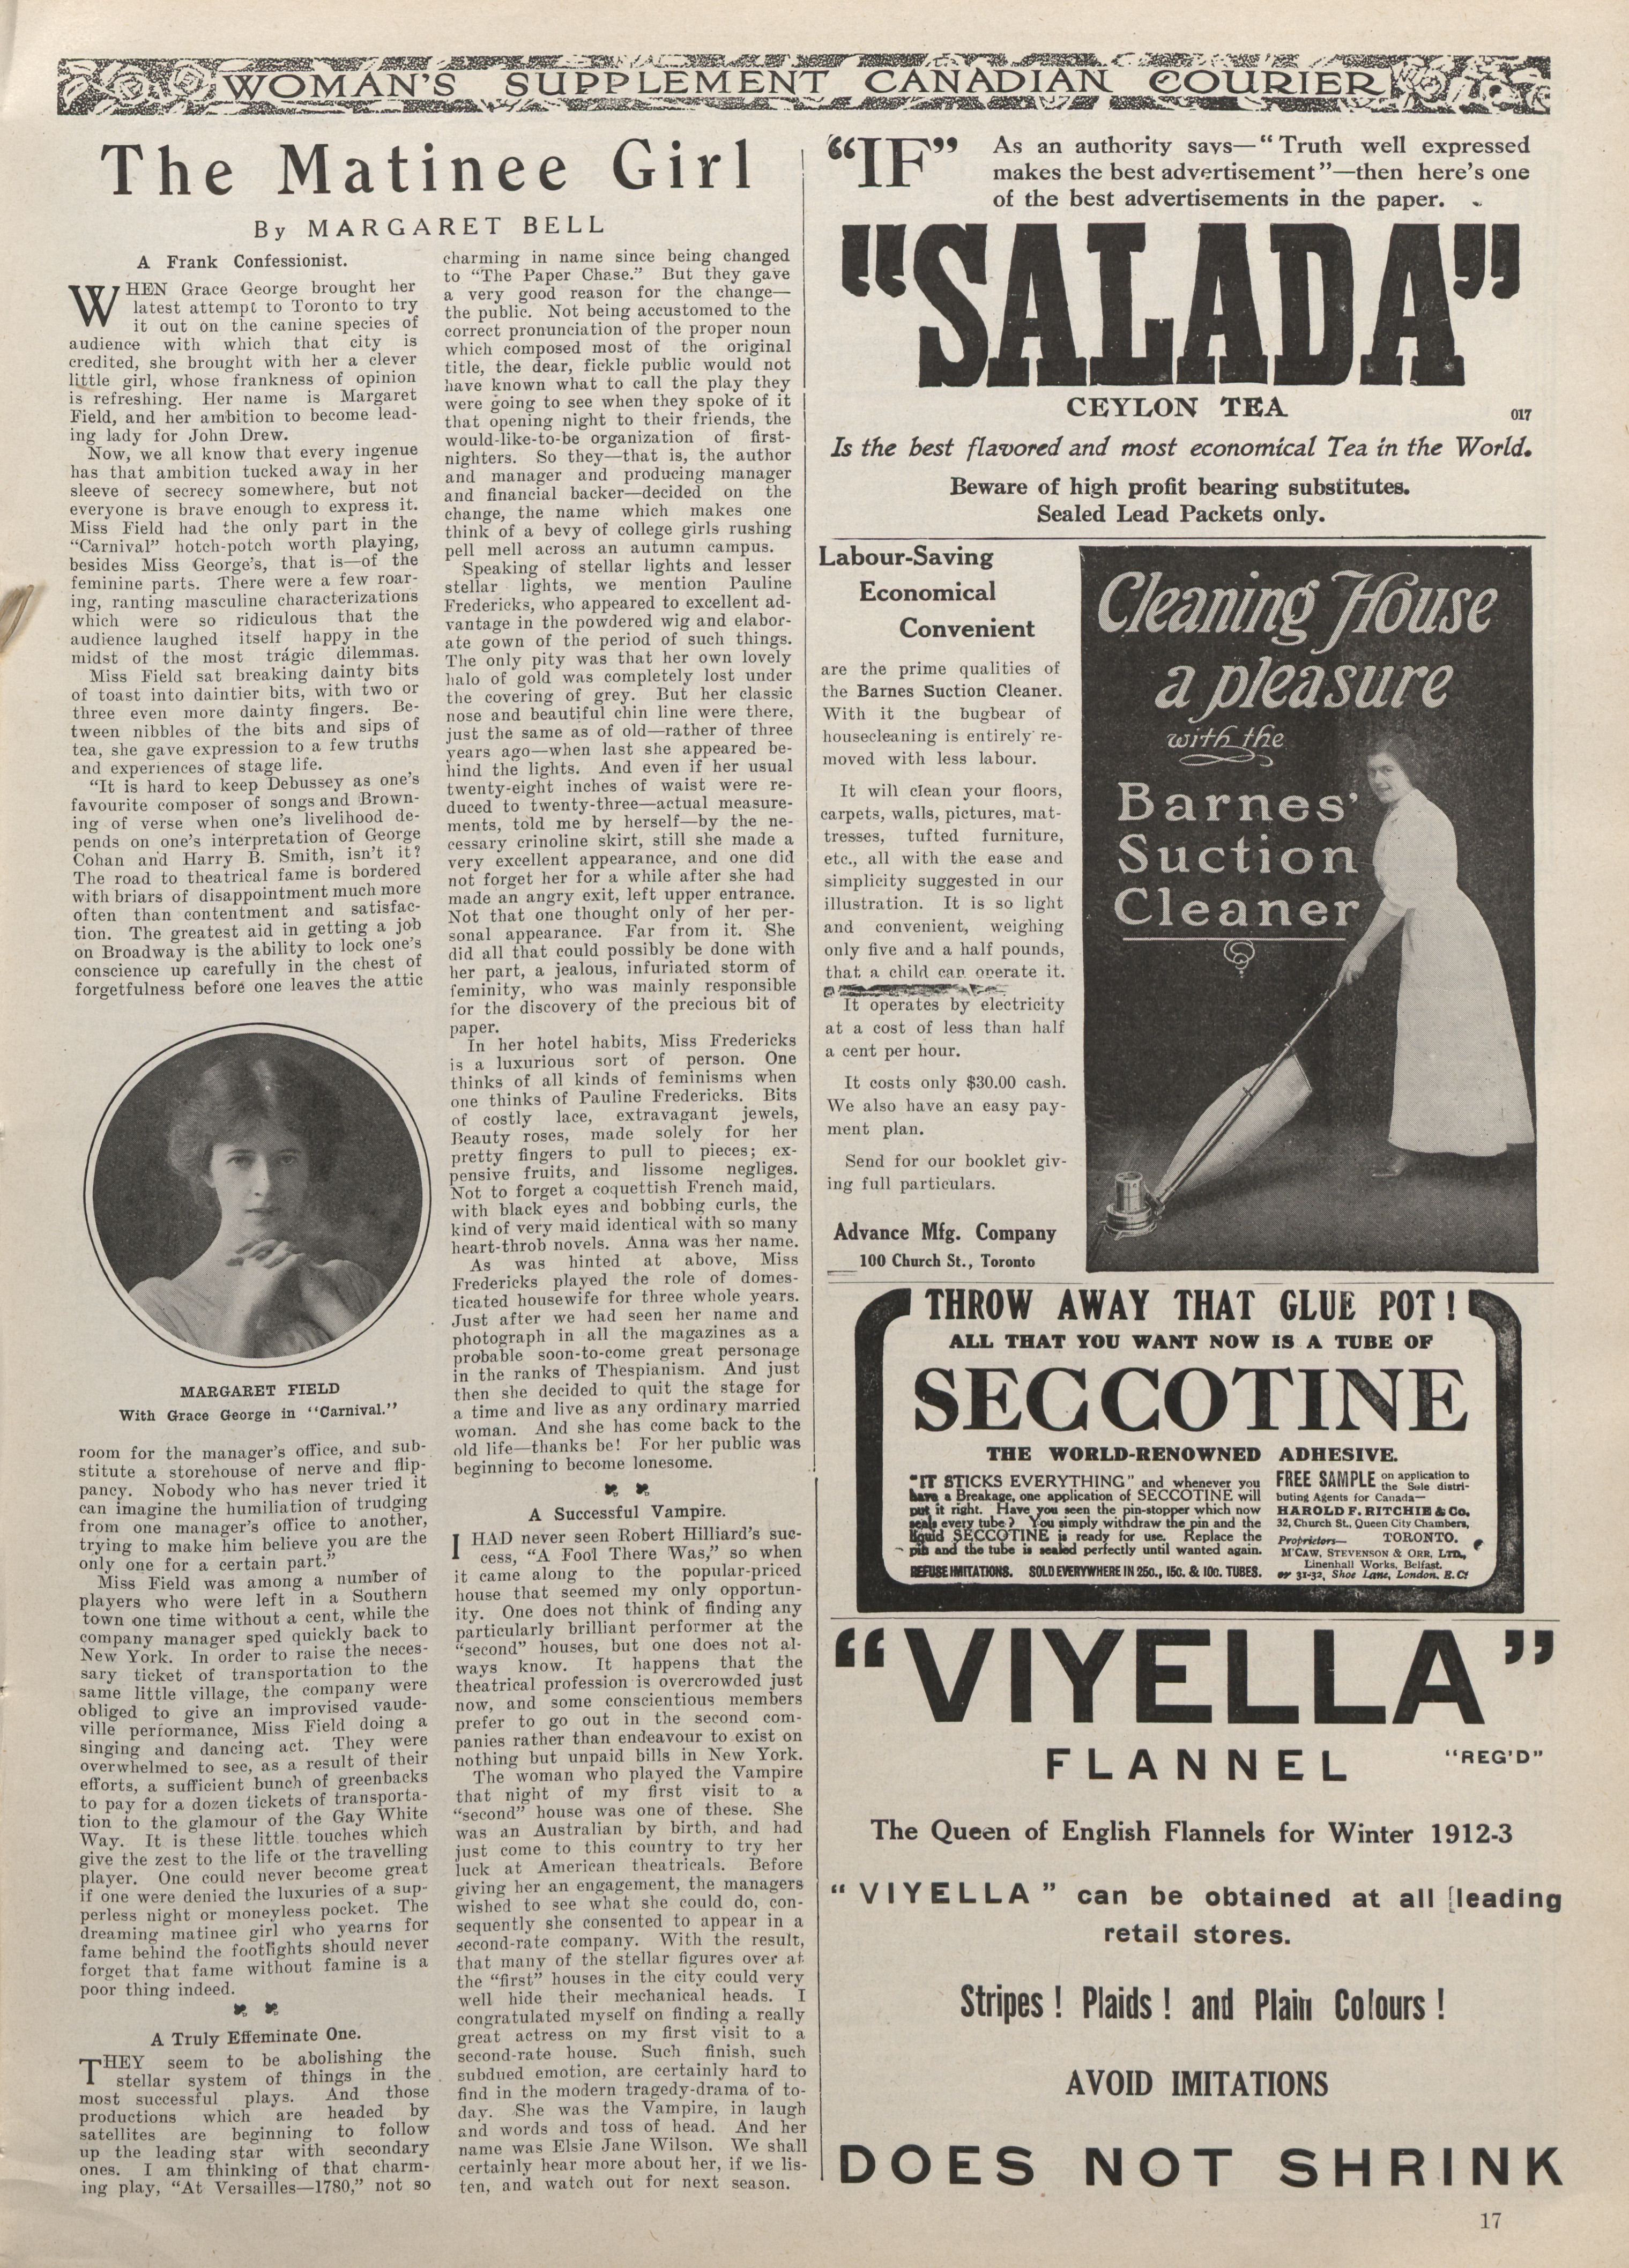 WOMAN'S SUPPLEMENT CANADIAN COURIER
The Matinee Girl
By MARGARET BELL
A Frank Confessionist.
WHEN Grace George brought her
latest attempt to Toronto to try
it out on the canine species of
audience with which that city is
credited, she brought with her a clever
little girl, whose frankness of opinion
is refreshing. Her name is Margaret
Field, and her ambition to become lead-
ing lady for John Drew.
Now, we all know that every ingenue
has that ambition tucked away in her
sleeve of secrecy somewhere, but not
everyone is brave enough to express it.
Miss Field had the only part in the
"Carnival" hotch-potch worth playing,
besides Miss George's, that is—of the
feminine parts. There were a few roar-
ing, ranting masculine characterizations
which were so ridiculous that the
audience laughed itself happy in the
midst of the most trágic dilemmas.
Miss Field sat breaking dainty bits
of toast into daintier bits, with two or
three even more dainty fingers. Be-
tween nibbles of the bits and sips of
tea, she gave expression to a few truths
and experiences of stage life.
"It is hard to keep Debussey as one's
favourite composer of songs and Brown-
ing of verse when one's livelihood de-
pends on one's interpretation of George
Cohan and Harry B. Smith, isn't it?
The road to theatrical fame is bordered
with briars of disappointment much more
often than contentment and satisfac-
tion. The greatest aid in getting a job
on Broadway is the ability to lock one's
conscience up carefully in the chest of
forgetfulness before one leaves the attic
MARGARET FIELD
With Grace George in "Carnival."
room for the manager's office, and sub-
stitute a storehouse of nerve and flip-
pancy. Nobody who has never tried it
can imagine the humiliation of trudging
from one manager's office to another,
trying to make him believe you are the
only one for a certain part."
Miss Field was among a number of
players who were left in a Southern
town one time without a cent, while the
company manager sped quickly back to
New York. In order to raise the neces-
sary ticket of transportation to the
same little village, the company were
obliged to give an improvised vaude-
ville performance, Miss Field doing a
singing and dancing act. They were
overwhelmed to see, as a result of their
efforts, a sufficient bunch of greenbacks
to pay for a dozen tickets of transporta-
tion to the glamour of the Gay White
Way. It is these little touches which
give the zest to the life of the travelling
player. One could never become great
if one were denied the luxuries of a sup-
perless night or moneyless pocket. The
dreaming matinee girl who yearns for
fame behind the footlights should never
forget that fame without famine is a
poor thing indeed.
A Truly Effeminate One.
THEY seem to be abolishing the
stellar system of things in the
most successful plays. And those
productions which are headed by
satellites are beginning to follow
up the leading star with secondary
ones. I am thinking of that charm-
ing play, "At Versailles—1780," not so
charming in name since being changed
to "The Paper Chase." But they gave
a very good reason for the change—
the public. Not being accustomed to the
correct pronunciation of the proper noun
which composed most of the original
title, the dear, fickle public would not
have known what to call the play they
were going to see when they spoke of it
that opening night to their friends, the
would-like-to-be organization of first-
nighters. So they—that is, the author
and manager and producing manager
and financial backer—decided on the
change, the name which makes one
think of a bevy of college girls rushing
pell mell across an autumn campus.
Speaking of stellar lights and lesser
stellar lights, we mention Pauline
Fredericks, who appeared to excellent ad-
vantage in the powdered wig and elabor-
ate gown of the period of such things.
The only pity was that her own lovely
halo of gold was completely lost under
the covering of grey. But her classic
nose and beautiful chin line were there,
just the same as of old—rather of three
years ago—when last she appeared be-
hind the lights. And even if her usual
twenty-eight inches of waist were re-
duced to twenty-three—actual measure-
ments, told me by herself—by the ne-
cessary crinoline skirt, still she made a
very excellent appearance, and one did
not forget her for a while after she had
made an angry exit, left upper entrance.
Not that one thought only of her per-
sonal appearance. Far from it. She
did all that could possibly be done with
her part, a jealous, infuriated storm of
feminity, who was mainly responsible
for the discovery of the precious bit of
paper.
In her hotel habits, Miss Fredericks
is a luxurious sort of person. One
thinks of all kinds of feminisms when
one thinks of Pauline Fredericks. Bits
of costly lace, extravagant jewels,
Beauty roses, made solely for her
pretty fingers to pull to pieces; ex-
pensive fruits, and lissome negliges.
Not to forget a coquettish French maid,
with black eyes and bobbing curls, the
kind of very maid identical with so many
heart-throb novels. Anna was her name.
As was hinted at above, Miss
Fredericks played the role of domes-
ticated housewife for three whole years.
Just after we had seen her name and
photograph in all the magazines as a
probable soon-to-come great personage
in the ranks of Thespianism. And just
then she decided to quit the stage for
a time and live as any ordinary married
woman. And she has come back to the
old life—thanks be! For her public was
beginning to become lonesome.
A Successful Vampire.
I HAD never seen Robert Hilliard's suc-
cess, "A Fool There Was," so when
it came along to the popular-priced
house that seemed my only opportun-
ity. One does not think of finding any
particularly brilliant performer at the
"second" houses, but one does not al-
ways know. It happens that the
theatrical profession is overcrowded just
now, and some conscientious members
prefer to go out in the second com-
panies rather than endeavour to exist on
nothing but unpaid bills in New York.
The woman who played the Vampire
that night of my first visit to a
"second" house was one of these. She
was an Australian by birth, and had
just come to this country to try her
luck at American theatricals. Before
giving her an engagement, the managers
wished to see what she could do, con-
sequently she consented to appear in a
second-rate company. With the result,
that many of the stellar figures over at
the "first" houses in the city could very
well hide their mechanical heads. I
congratulated myself on finding a really
great actress on my first visit to a
second-rate house. Such finish, such
subdued emotion, are certainly hard to
find in the modern tragedy-drama of to-
day. She was the Vampire, in laugh
and words and toss of head. And her
name was Elsie Jane Wilson. We shall
certainly hear more about her, if we lis-
ten, and watch out for next season.
"IF" As an authority says—"Truth well expressed
makes the best advertisement"—then here's one
of the best advertisements in the paper.
"SALADA"
CEYLON TEA 017
Is the best flavored and most economical Tea in the World.
Beware of high profit bearing substitutes.
Sealed Lead Packets only.
Labour-Saving
Economical
Convenient
are the prime qualities of
the Barnes Suction Cleaner.
With it the bugbear of
housecleaning is entirely re-
moved with less labour.
It will clean your floors,
carpets, walls, pictures, mat-
tresses, tufted furniture,
etc., all with the ease and
simplicity suggested in our
illustration. It is so light
and convenient, weighing
only five and a half pounds,
that a child can operate it.
It operates by electricity
at a cost of less than half
a cent per hour.
It costs only $30.00 cash.
We also have an easy pay-
ment plan.
Send for our booklet giv-
ing full particulars.
Advance Mfg. Company
100 Church St., Toronto
Cleaning House
a pleasure
with the
Barnes'
Suction
Cleaner
THROW AWAY THAT GLUE POT!
ALL THAT YOU WANT NOW IS A TUBE OF
SECCOTINE
THE WORLD-RENOWNED ADHESIVE.
"IT STICKS EVERYTHING" and whenever you
have a Breakage, one application of SECCOTINE will
put it right. Have you seen the pin-stopper which now
seals every tube? You simply withdraw the pin and the
liquid SECCOTINE is ready for use. Replace the
pin and the tube is sealed perfectly until wanted again.
REFUSE IMITATIONS. SOLD EVERYWHERE IN 25c., 15c. & 10c. TUBES.
FREE SAMPLE on application to
the Sole distri-
buting Agents for Canada—
HAROLD F. RITCHIE & Co.
32, Church St., Queen City Chambers,
Proprietors— TORONTO.
M'CAW, STEVENSON & ORR, LTD.,
Linenhall Works, Belfast.
or 31-32, Shoe Lane, London. E.C.
"VIYELLA"
FLANNEL "REG'D"
The Queen of English Flannels for Winter 1912-3
"VIYELLA" can be obtained at all leading
retail stores.
Stripes! Plaids! and Plain Colours!
AVOID IMITATIONS
DOES NOT SHRINK
17